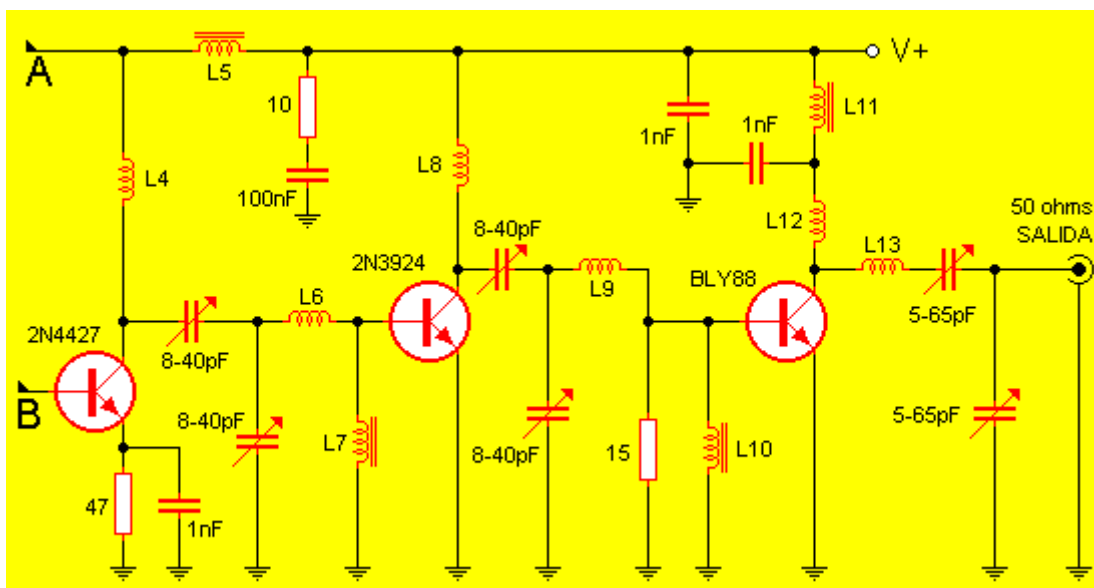 A
L5
V+
10
L11
1nF
1nF
L4
L8
100nF
8-40pF
L12
50 ohms
SALIDA
2N3924
L13
L9
BLY88
L6
5-65pF
2N4427
8-40pF
B
8-40pF
L7
8-40pF
15
L10
5-65pF
47
1nF